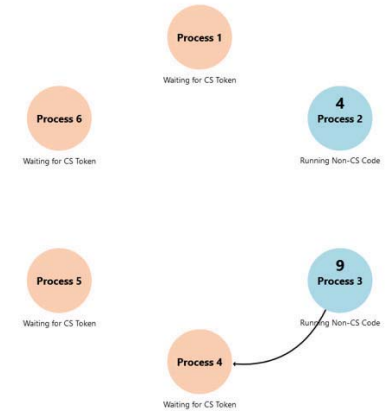 Process 1
Waiting for CS Token
Process 6
Waiting for CS Token
4
Process 2
Running Non-CS Code
Process 5
Waiting for CS Token
9
Process 3
Running Non-CS Code
Process 4
Waiting for CS Token